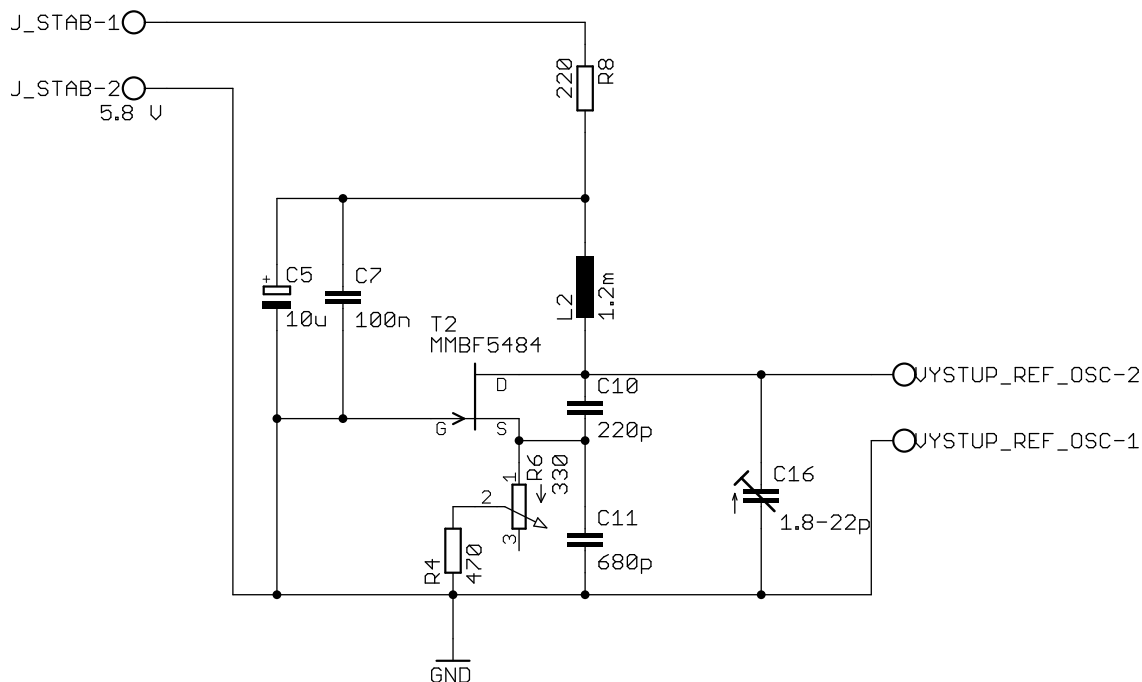 J_STAB-1
J_STAB-2
5.8 V
220
R8
+
C5
10u
C7
100n
L2
1.2m
T2
MMBF5484
D
G
S
C10
220p
VYSTUP_REF_OSC-2
VYSTUP_REF_OSC-1
1
2
3
R6
330
R4
470
C11
680p
C16
1.8-22p
GND